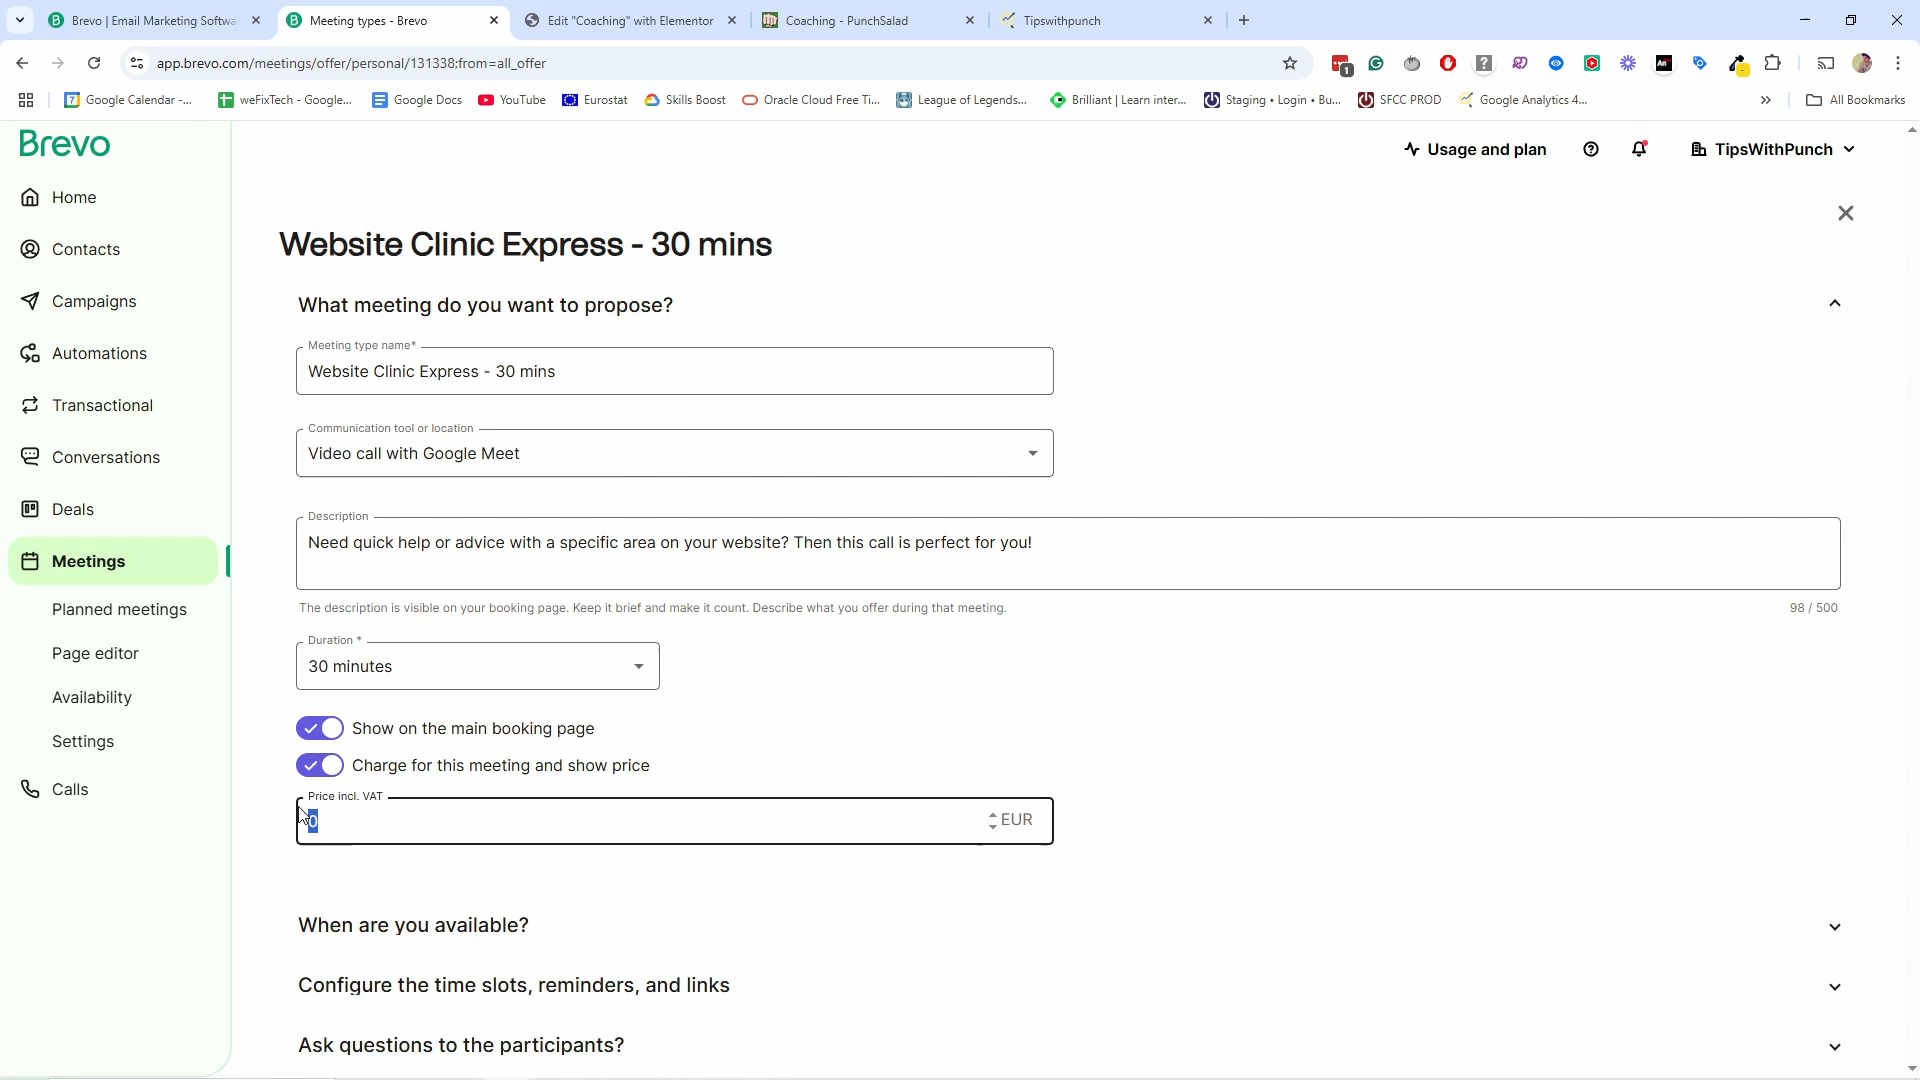 Brevo | Email Marketing Softwa
Meeting types - Brevo
Edit "Coaching" with Elementor
Coaching - PunchSalad
Tipswithpunch
app.brevo.com/meetings/offer/personal/131338;from=all_offer
1
?
An
Google Calendar -...
weFixTech - Google...
Google Docs
YouTube
Eurostat
Skills Boost
Oracle Cloud Free Ti...
League of Legends...
Brilliant | Learn inter...
Staging • Login • Bu...
SFCC PROD
Google Analytics 4...
»
All Bookmarks
Brevo
Usage and plan
TipsWithPunch
Home
Contacts
Campaigns
Automations
Transactional
Conversations
Deals
Meetings
Planned meetings
Page editor
Availability
Settings
Calls
Website Clinic Express - 30 mins
What meeting do you want to propose?
Meeting type name*
Website Clinic Express - 30 mins
Communication tool or location
Video call with Google Meet
Description
Need quick help or advice with a specific area on your website? Then this call is perfect for you!
The description is visible on your booking page. Keep it brief and make it count. Describe what you offer during that meeting.
98 / 500
Duration *
30 minutes
Show on the main booking page
Charge for this meeting and show price
Price incl. VAT
0
EUR
When are you available?
Configure the time slots, reminders, and links
Ask questions to the participants?